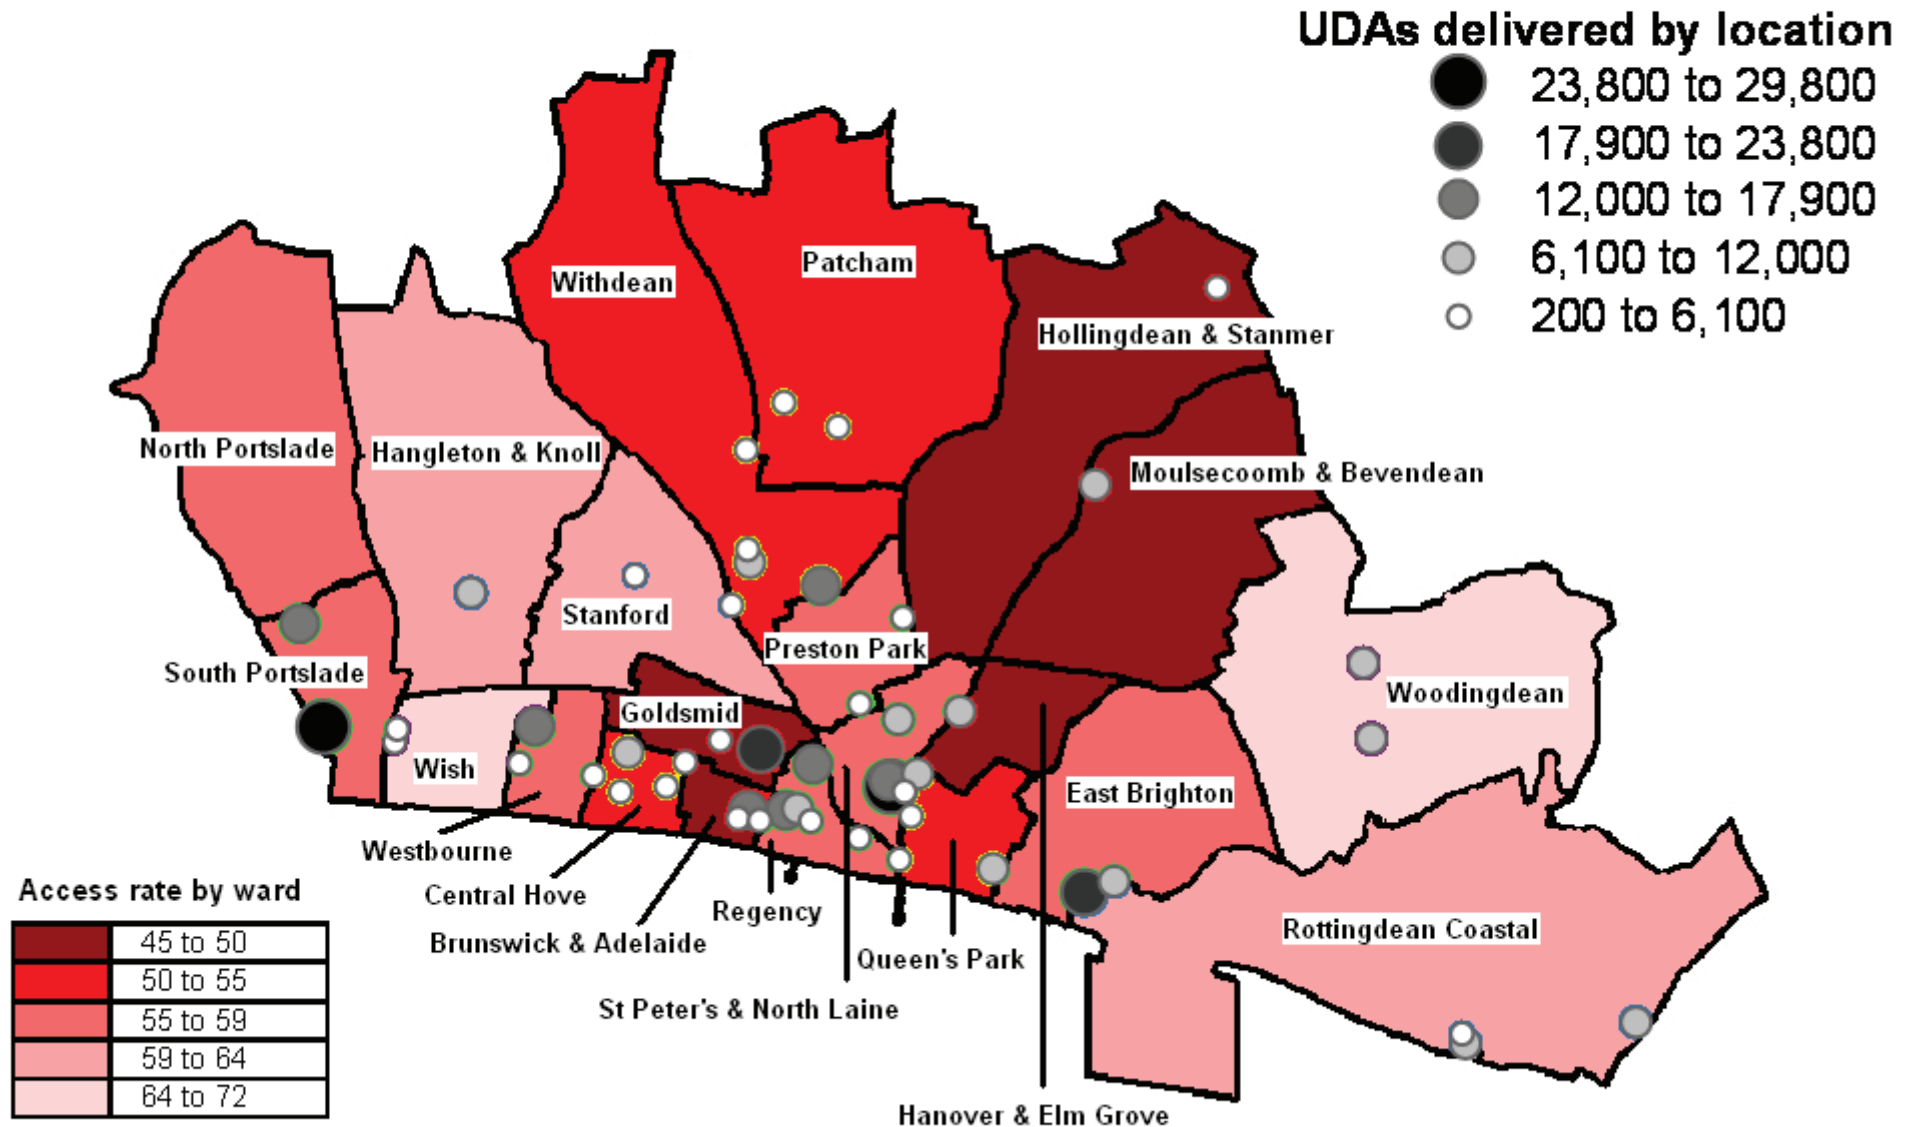 UDAs delivered by location
23,800 to 29,800
17,900 to 23,800
12,000 to 17,900
6,100 to 12,000
200 to 6,100
Withdean
Patcham
Hollingdean & Stanmer
North Portslade
Hangleton & Knoll
Moulsecoomb & Bevendean
Stanford
Preston Park
South Portslade
Woodingdean
Goldsmid
Wish
East Brighton
Westbourne
Central Hove
Regency
Rottingdean Coastal
Brunswick & Adelaide
Queen's Park
St Peter's & North Laine
Hanover & Elm Grove
Access rate by ward
45 to 50
50 to 55
55 to 59
59 to 64
64 to 72